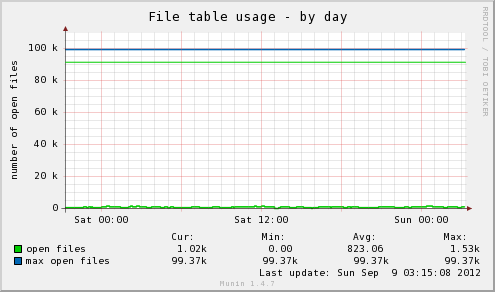 File table usage - by day
RRDTOOL / TOBI OETIKER
number of open files
100 k
80 k
60 k
40 k
20 k
0
Sat 00:00 Sat 12:00 Sun 00:00
Cur: Min: Avg: Max:
open files 1.02k 0.00 823.06 1.53k
max open files 99.37k 99.37k 99.37k 99.37k
Last update: Sun Sep 9 03:15:08 2012
Munin 1.4.7